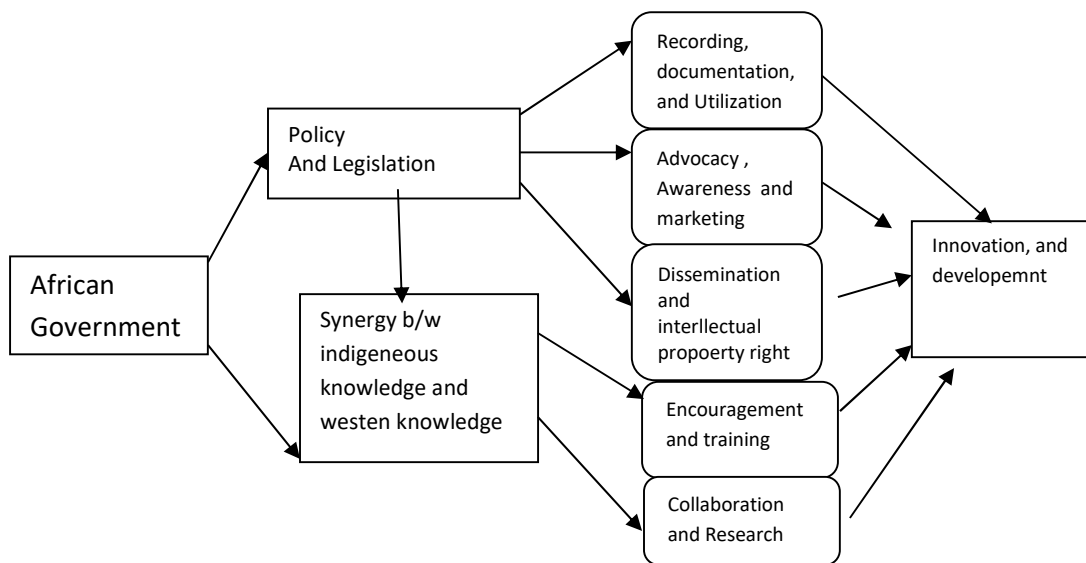 African
Government
Policy
And Legislation
Synergy b/w
indigeneous
knowledge and
westen knowledge
Recording,
documentation,
and Utilization
Advocacy ,
Awareness and
marketing
Dissemination
and
interllectual
propoerty right
Encouragement
and training
Collaboration
and Research
Innovation, and
developemnt